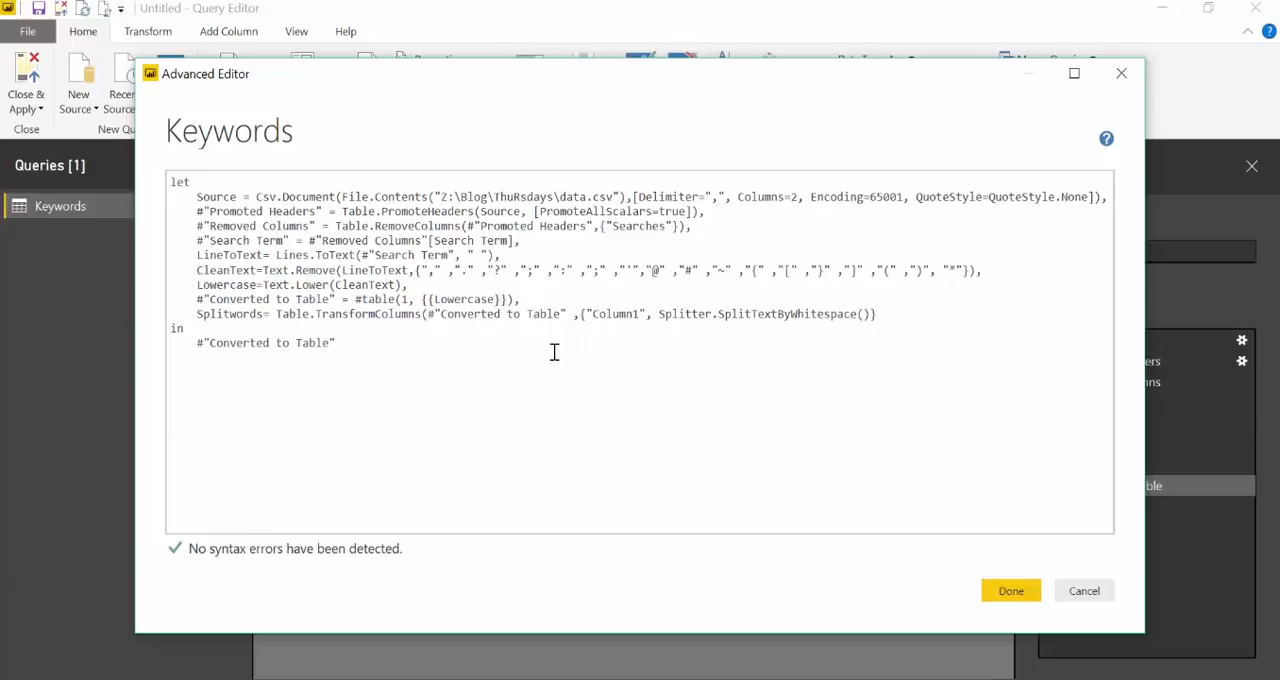 Untitled - Query Editor
File Home Transform Add Column View Help
Close & Apply
New Source
Close
Advanced Editor
Queries [1]
Keywords
Keywords
let
Source = Csv.Document(File.Contents("Z:\Blog\ThuRsdays\data.csv"),[Delimiter=",", Columns=2, Encoding=65001, QuoteStyle=QuoteStyle.None]),
#"Promoted Headers" = Table.PromoteHeaders(Source, [PromoteAllScalars=true]),
#"Removed Columns" = Table.RemoveColumns(#"Promoted Headers",{"Searches"}),
#"Search Term" = #"Removed Columns"[Search Term],
LineToText= Lines.ToText(#"Search Term", " "),
CleanText=Text.Remove(LineToText,{"," ,"." ,"?" ,";" ,":" ,";" ,"'","@" ,"#" ,"~" ,"{" ,"[" ,"}" ,"]" ,"(" ,")", "*"}),
Lowercase=Text.Lower(CleanText),
#"Converted to Table" = #table(1, {{Lowercase}}),
Splitwords= Table.TransformColumns(#"Converted to Table" ,{"Column1", Splitter.SplitTextByWhitespace()}
in
#"Converted to Table"
No syntax errors have been detected.
Done
Cancel